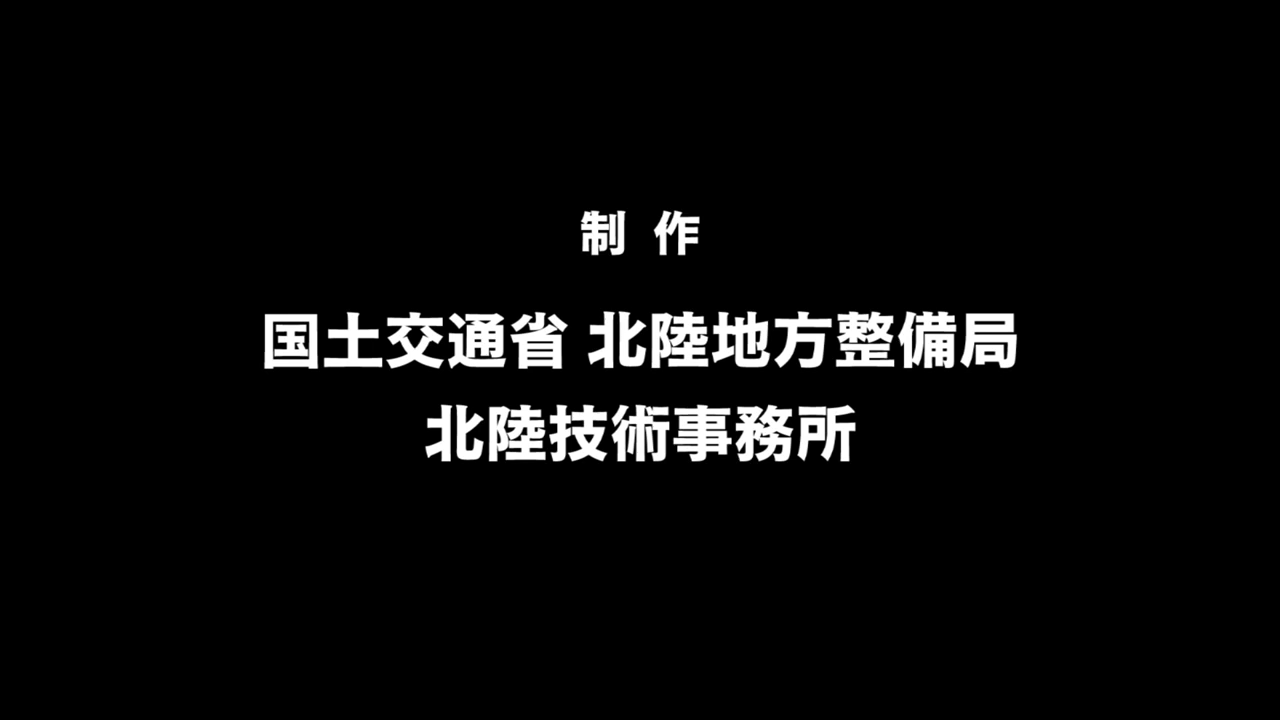 制 作
国土交通省 北陸地方整備局
北陸技術事務所